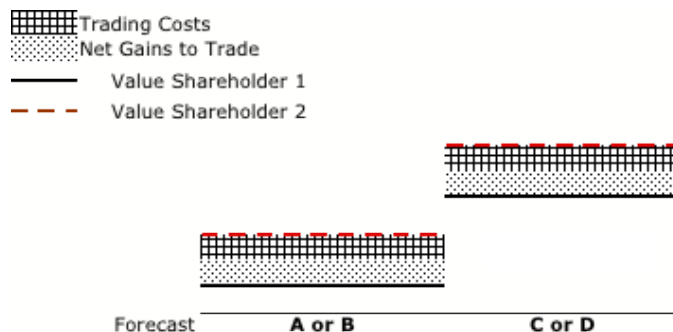 Trading Costs
Net Gains to Trade
Value Shareholder 1
Value Shareholder 2
Forecast A or B C or D